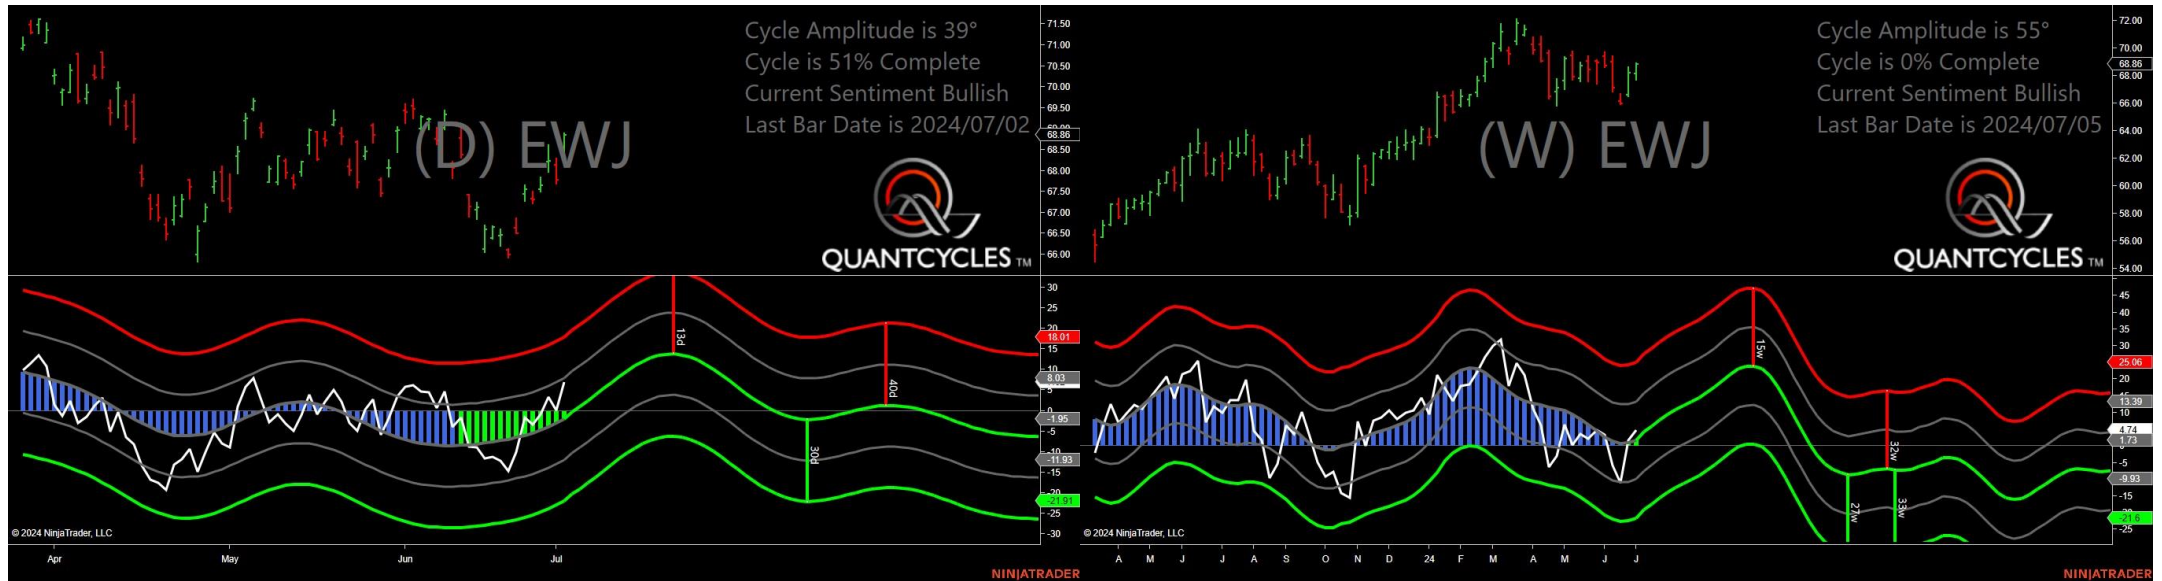 Cycle Amplitude is 39°
Cycle is 51% Complete
Current Sentiment Bullish
Last Bar Date is 2024/07/02
(D) EWJ
QUANTCYCLES TM
71.50
71.00
70.50
70.00
69.50
68.86
68.50
68.00
67.50
67.00
66.50
66.00
13d
30d
40d
30
25
20
18.01
15
10
8.03
5
0
-1.95
-5
-10
-11.93
-15
-20
-21.91
-25
-30
© 2024 NinjaTrader, LLC
Apr
May
Jun
Jul
NINJATRADER
Cycle Amplitude is 55°
Cycle is 0% Complete
Current Sentiment Bullish
Last Bar Date is 2024/07/05
(W) EWJ
QUANTCYCLES TM
72.00
70.00
68.86
68.00
66.00
64.00
62.00
60.00
58.00
56.00
54.00
15w
27w
32w
33w
45
40
35
30
25.06
20
13.39
10
4.74
1.73
-5
-9.93
-15
-21.6
-25
© 2024 NinjaTrader, LLC
A
M
J
J
A
S
O
N
D
24
F
M
A
M
J
J
NINJATRADER